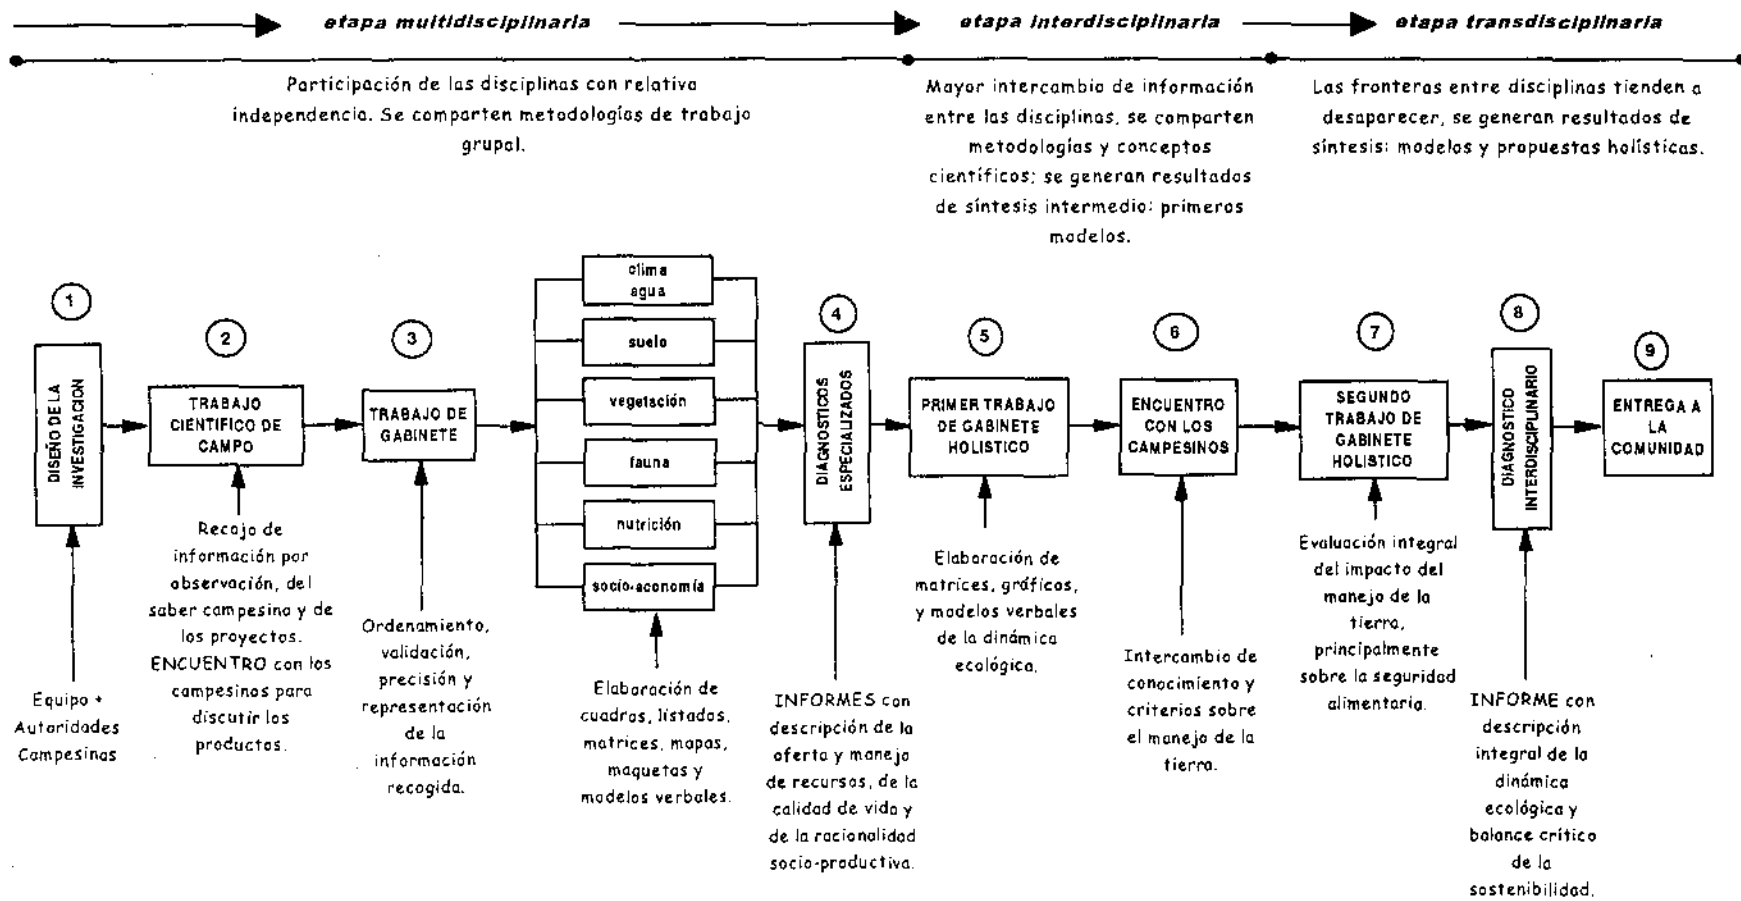 etapa multidisciplinaria
etapa interdisciplinaria
etapa transdisciplinaria
Participación de las disciplinas con relativa
independencia. Se comparten metodologías de trabajo
grupal.
Mayor intercambio de información
entre las disciplinas, se comparten
metodologías y conceptos
científicos; se generan resultados
de síntesis intermedio: primeros
modelos.
Las fronteras entre disciplinas tienden a
desaparecer, se generan resultados de
síntesis: modelos y propuestas holísticas.
1
DISEÑO DE LA
INVESTIGACION
Equipo +
Autoridades
Campesinas
2
TRABAJO
CIENTIFICO DE
CAMPO
Recojo de
información por
observación, del
saber campesino y de
los proyectos.
ENCUENTRO con los
campesinos para
discutir los
productos.
3
TRABAJO DE
GABINETE
Ordenamiento,
validación,
precisión y
representación
de la
información
recogida.
clima
agua
suelo
vegetación
fauna
nutrición
socio-economía
Elaboración de
cuadros, listados,
matrices, mapas,
maquetas y
modelos verbales.
4
DIAGNOSTICOS
ESPECIALIZADOS
INFORMES con
descripción de la
oferta y manejo
de recursos, de la
calidad de vida y
de la racionalidad
socio-productiva.
5
PRIMER TRABAJO
DE GABINETE
HOLISTICO
Elaboración de
matrices, gráficos,
y modelos verbales
de la dinámica
ecológica.
6
ENCUENTRO
CON LOS
CAMPESINOS
Intercambio de
conocimiento y
criterios sobre
el manejo de la
tierra.
7
SEGUNDO
TRABAJO DE
GABINETE
HOLISTICO
Evaluación integral
del impacto del
manejo de la
tierra,
principalmente
sobre la seguridad
alimentaria.
8
DIAGNOSTICO
INTERDISCIPLINARIO
INFORME con
descripción
integral de la
dinámica
ecológica y
balance crítico
de la
sostenibilidad.
9
ENTREGA A
LA
COMUNIDAD